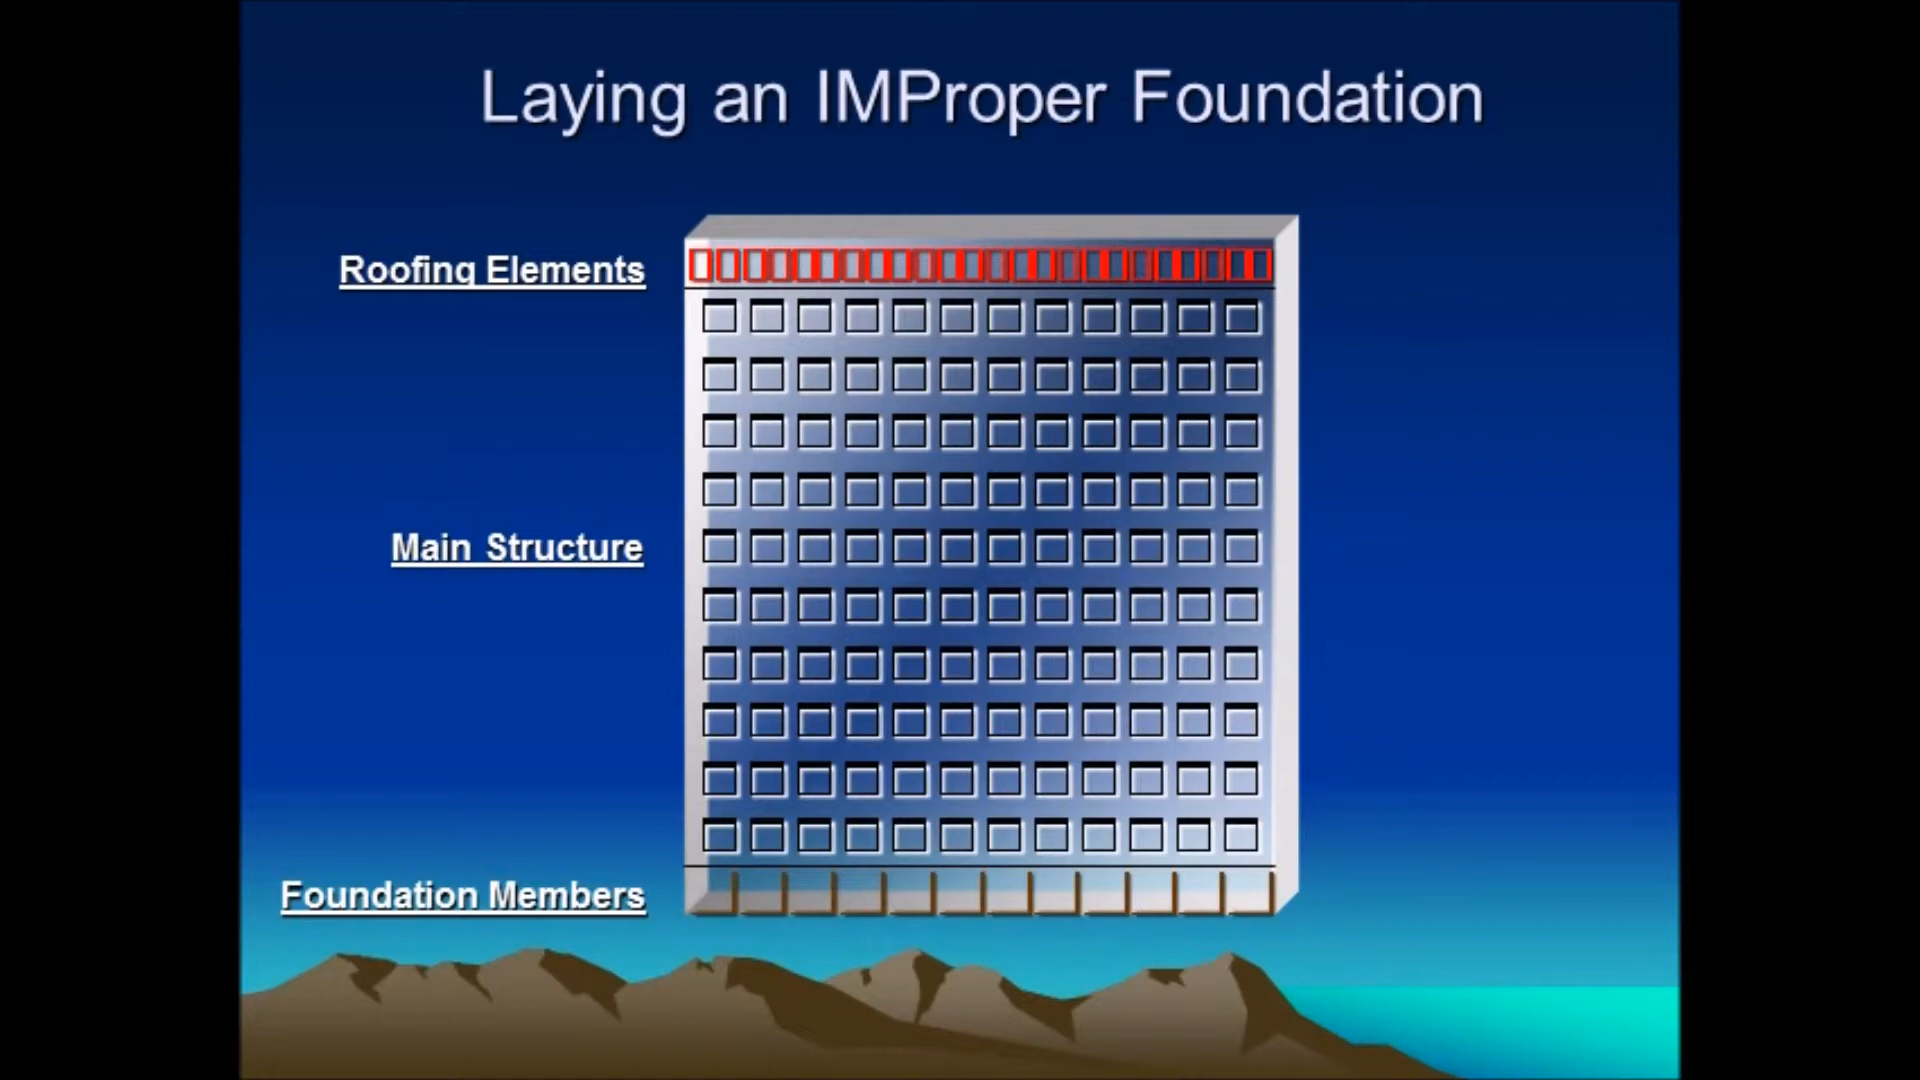 Laying an IMProper Foundation
Roofing Elements
Main Structure
Foundation Members